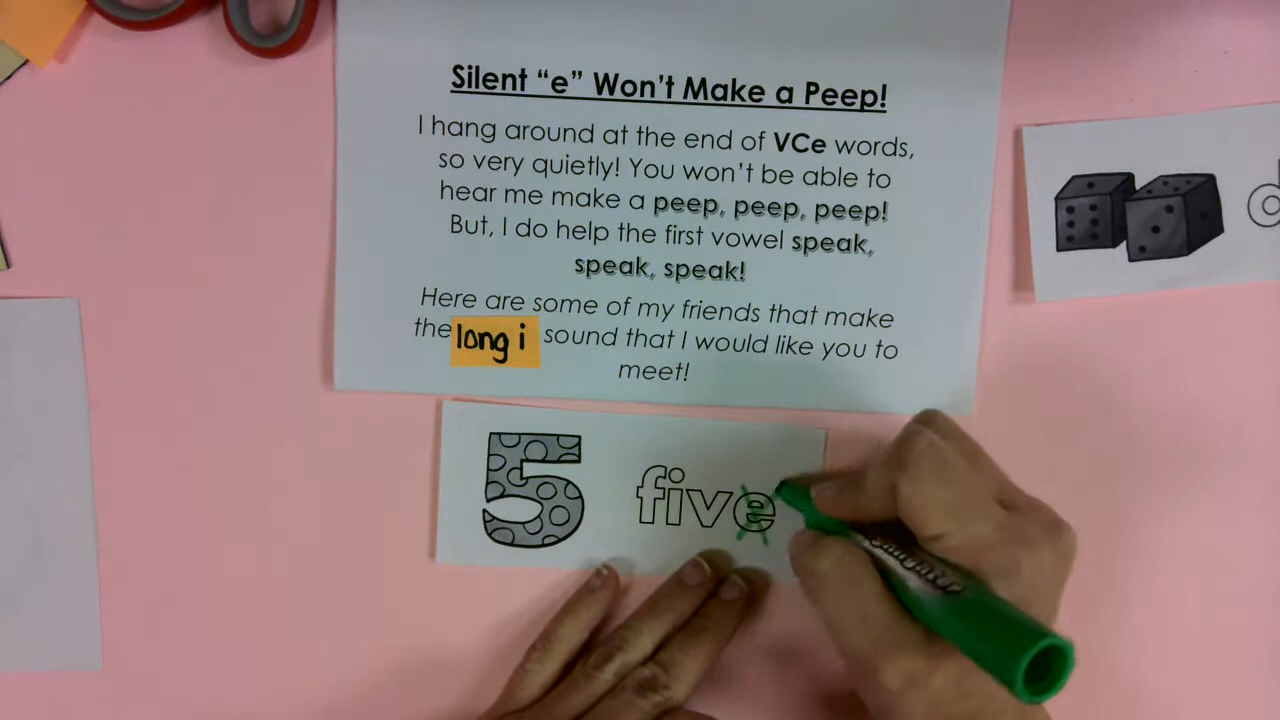 Silent “e” Won’t Make a Peep!
I hang around at the end of VCe words,
so very quietly! You won’t be able to
hear me make a peep, peep, peep!
But, I do help the first vowel speak,
speak, speak!
Here are some of my friends that make
the long i sound that I would like you to
meet!
5 five